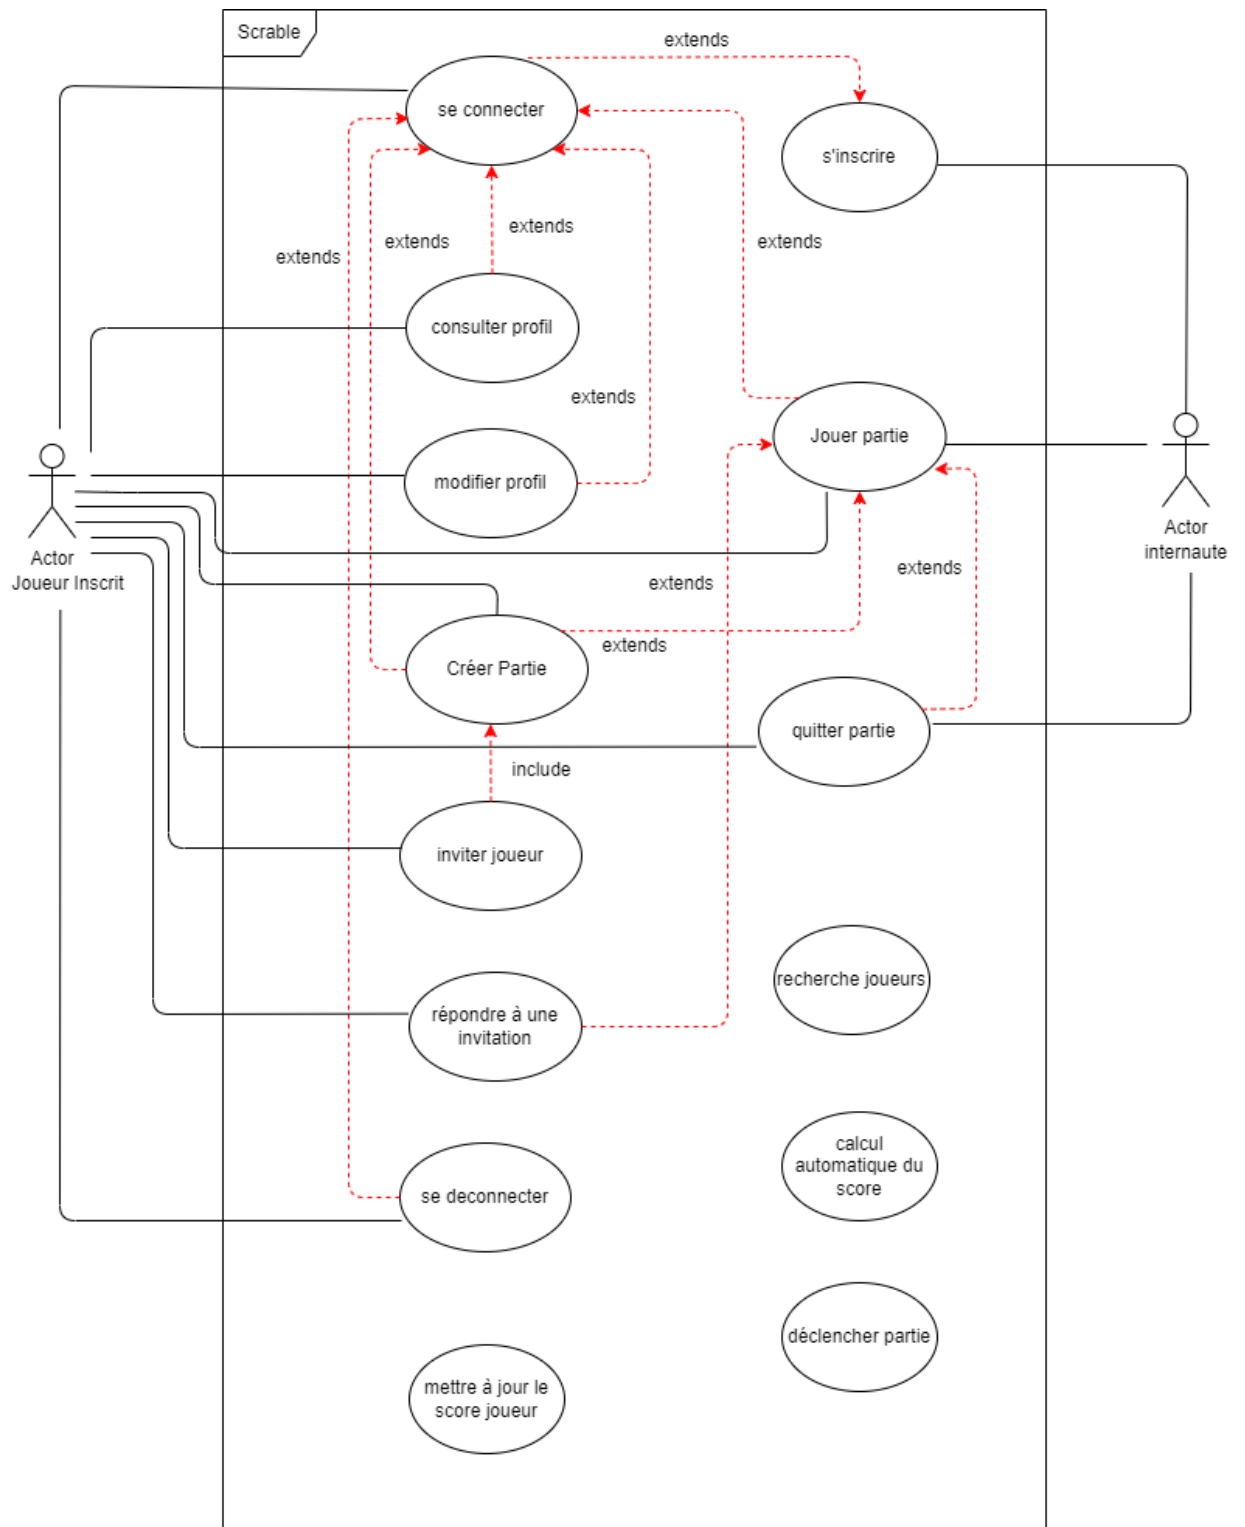 Scrable
extends
se connecter
s'inscrire
extends
extends
extends
extends
consulter profil
extends
Jouer partie
modifier profil
Actor
internaute
Actor
Joueur Inscrit
extends
extends
extends
Créer Partie
quitter partie
include
inviter joueur
recherche joueurs
répondre à une
invitation
calcul
automatique du
score
se deconnecter
déclencher partie
mettre à jour le
score joueur